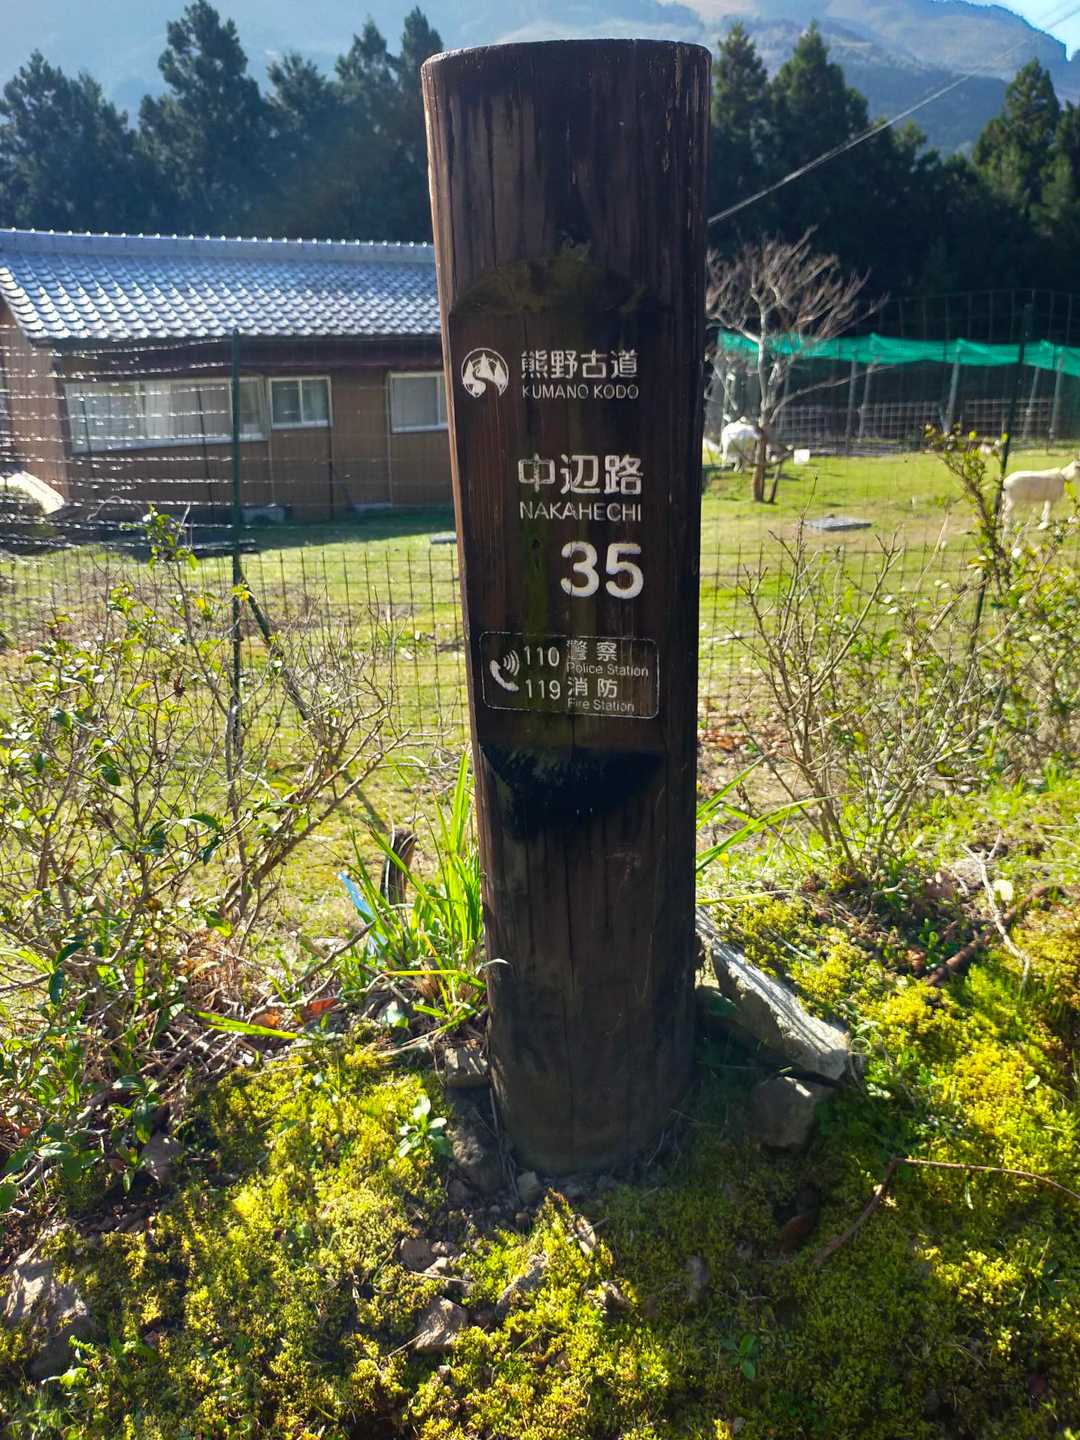 熊野古道
KUMANO KODO
中辺路
NAKAHECHI
35
110 警察
Police Station
119 消防
Fire Station